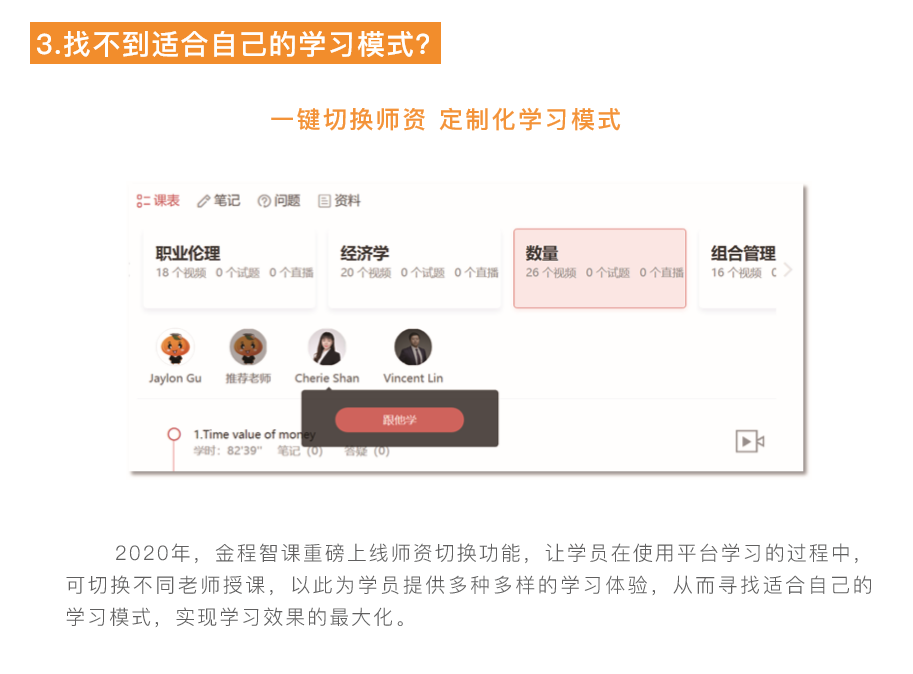 3.找不到适合自己的学习模式?
一键切换师资 定制化学习模式
课表 笔记 问题 资料
职业伦理 经济学 数量 组合管理
18 个视频 0 个试题 0 个直播 20 个视频 0 个试题 0 个直播 26 个视频 0 个试题 0 个直播 16 个视频
Jaylon Gu 推荐老师 Cherie Shan Vincent Lin
跟他学
1.Time value of money
学时：82'39" 笔记 (0) 答疑 (0)
2020年，金程智课重磅上线师资切换功能，让学员在使用平台学习的过程中，
可切换不同老师授课，以此为学员提供多种多样的学习体验，从而寻找适合自己的
学习模式，实现学习效果的最大化。